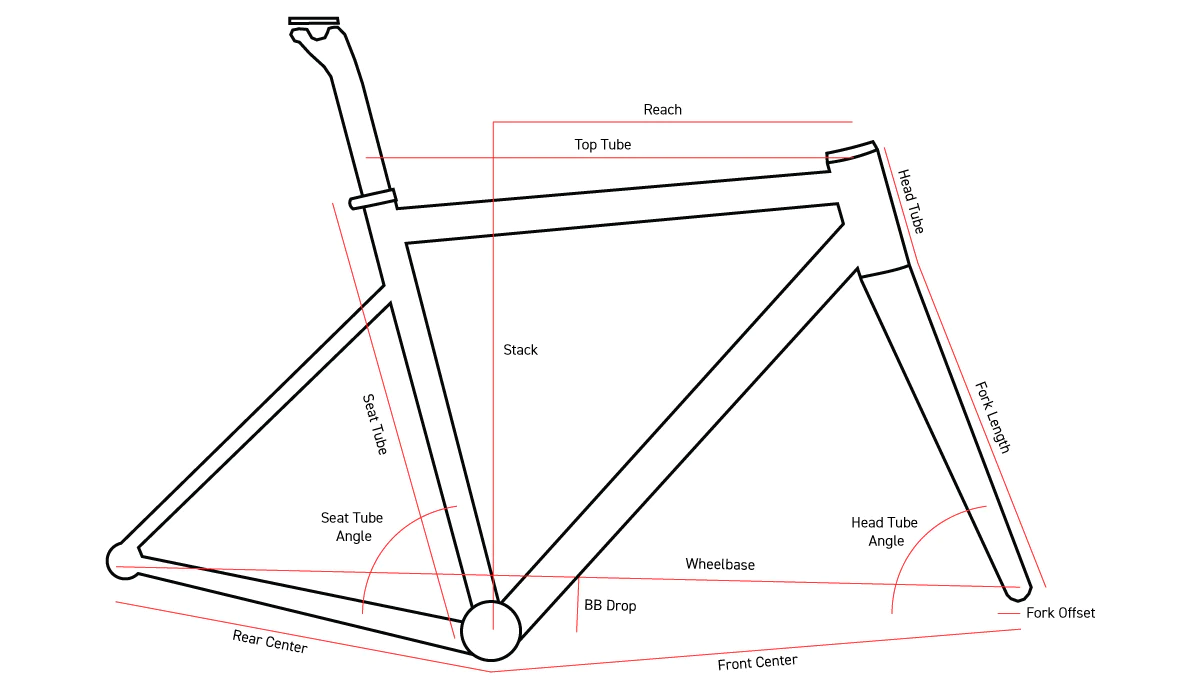 Reach
Top Tube
Head Tube
Stack
Seat Tube
Fork Length
Seat Tube
Angle
Head Tube
Angle
Wheelbase
BB Drop
Fork Offset
Rear Center
Front Center